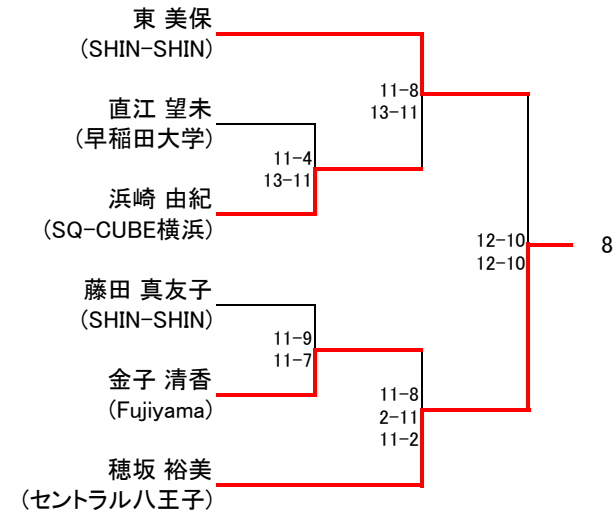 東 美保
(SHIN-SHIN)
11-8
13-11
直江 望未
(早稲田大学)
11-4
13-11
浜崎 由紀
(SQ-CUBE横浜)
12-10
12-10
8
藤田 真友子
(SHIN-SHIN)
11-9
11-7
金子 清香
(Fujiyama)
11-8
2-11
11-2
穂坂 裕美
(セントラル八王子)